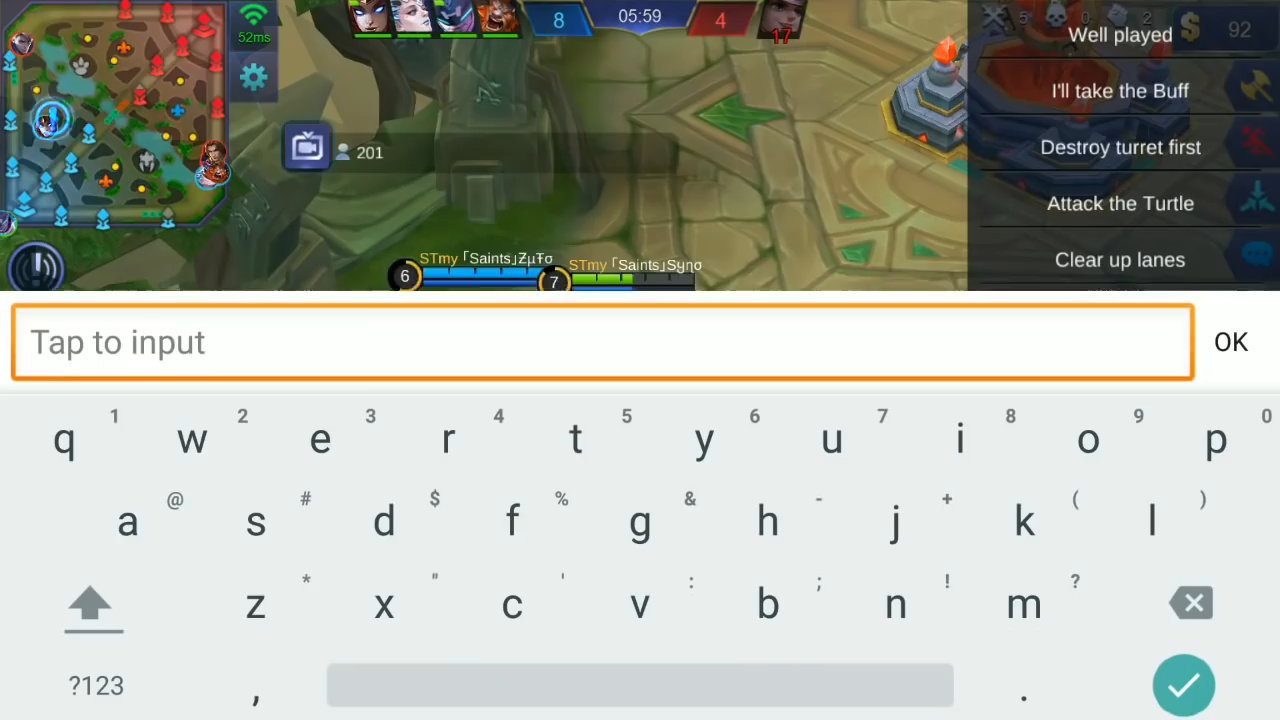 52ms
8
05:59
4
17
5
0
2
$
92
201
Well played
I'll take the Buff
Destroy turret first
Attack the Turtle
Clear up lanes
STmy「Saints」ƵμŦσ
6
STmy「Saints」Sყησ
7
Tap to input
OK
1 2 3 4 5 6 7 8 9 0
q w e r t y u i o p
@ # $ % & - + ( )
a s d f g h j k l
* " ' : ; ! ?
z x c v b n m
?123 , .